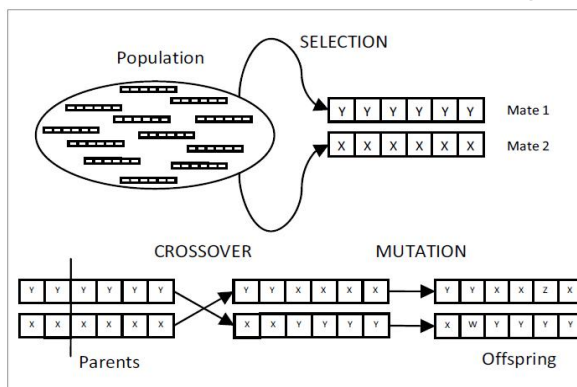 Population
SELECTION
Y Y Y Y Y Y Mate 1
X X X X X X Mate 2
CROSSOVER MUTATION
Y Y Y Y Y Y Y Y X X X X Y Y X X Z X
X X X X X X X X Y Y Y Y X W Y Y Y Y
Parents Offspring